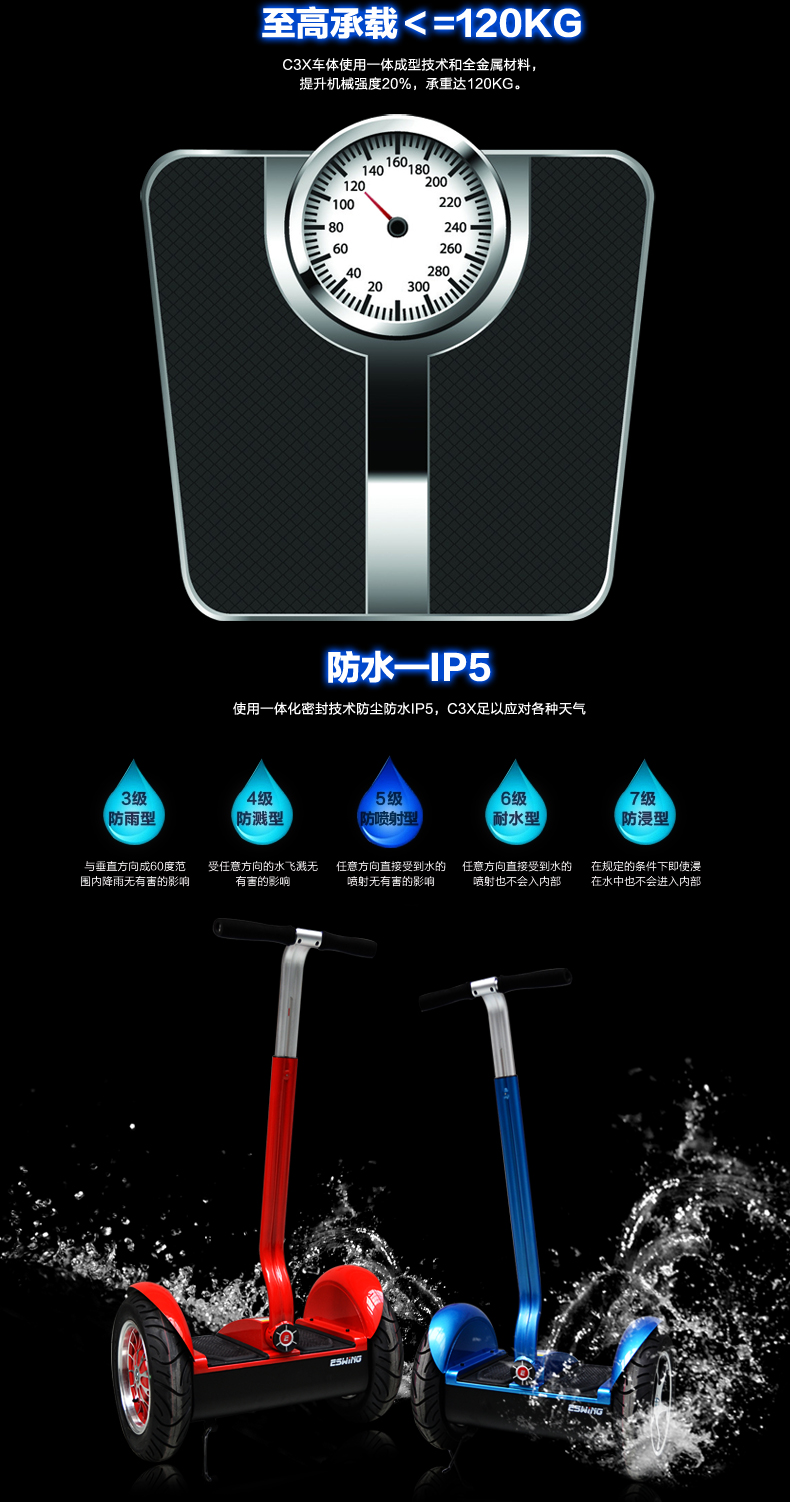 至高承载<=120KG
C3X车体使用一体成型技术和全金属材料，
提升机械强度20%，承重达120KG。
160
140
180
120
200
100
220
80
240
60
260
40
280
20
300
防水—IP5
使用一体化密封技术防尘防水IP5，C3X足以应对各种天气
3级
防雨型
4级
防溅型
5级
防喷射型
6级
耐水型
7级
防浸型
与垂直方向成60度范
围内降雨无有害的影响
受任意方向的水飞溅无
有害的影响
任意方向直接受到水的
喷射无有害的影响
任意方向直接受到水的
喷射也不会入内部
在规定的条件下即使浸
在水中也不会进入内部
ESWING
ESWING